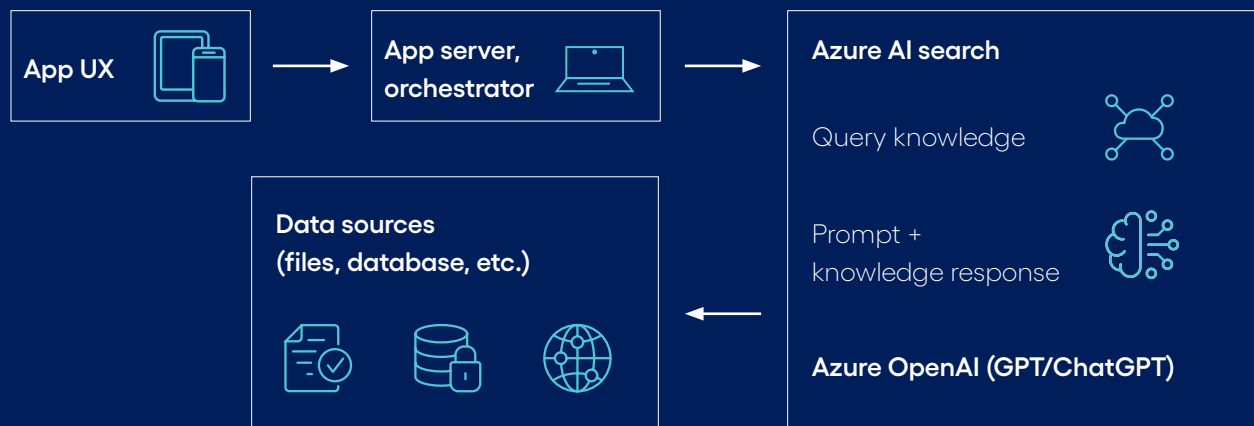 App UX
App server,
orchestrator
Azure AI search
Query knowledge
Prompt +
knowledge response
Azure OpenAI (GPT/ChatGPT)
Data sources
(files, database, etc.)